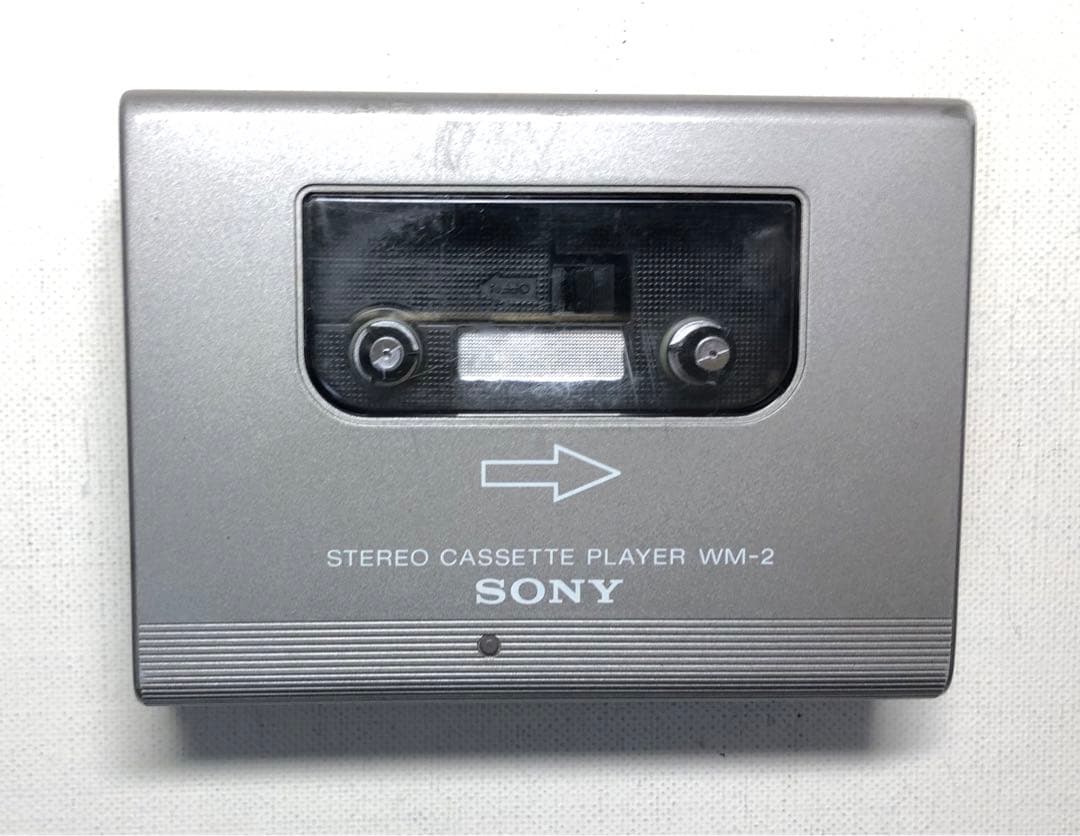 STEREO CASSETTE PLAYER WM-2
SONY